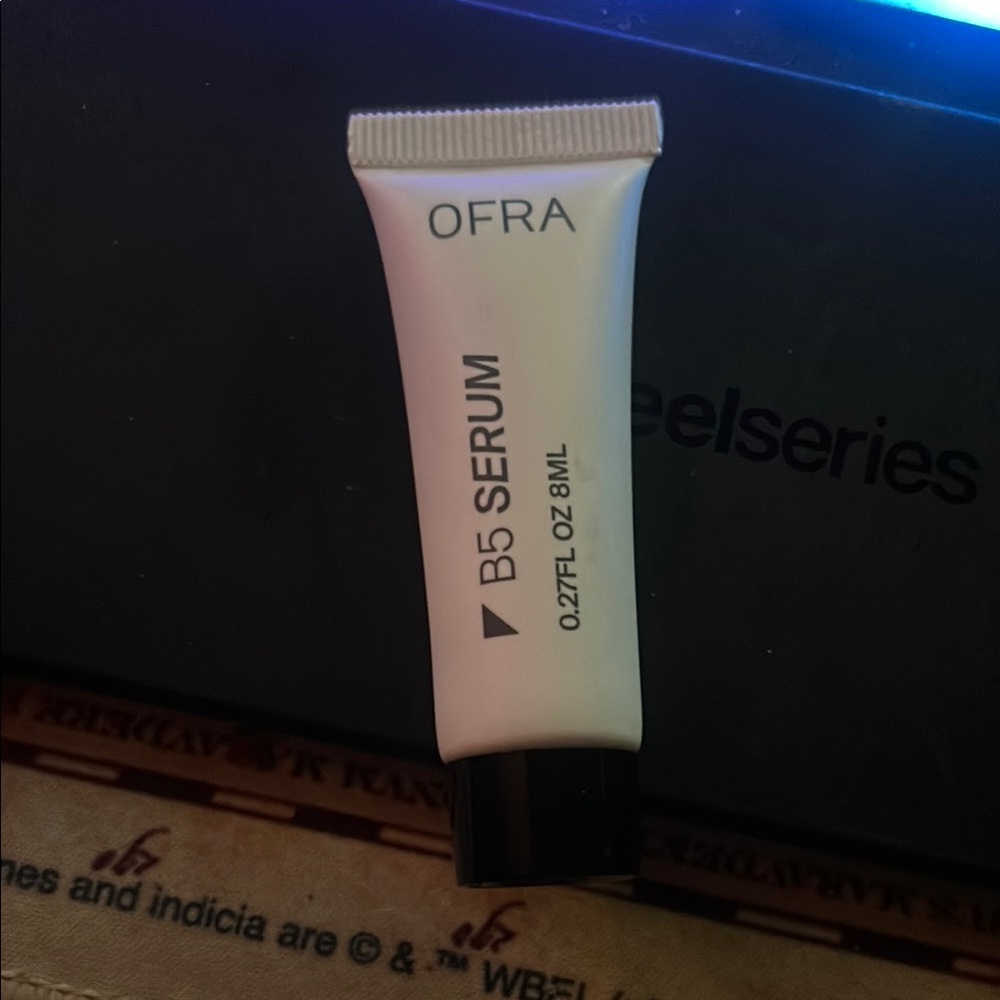 OFRA
B5 SERUM
0.27FL OZ 8ML
eelseries
nes and indicia are © & ™ WBEI